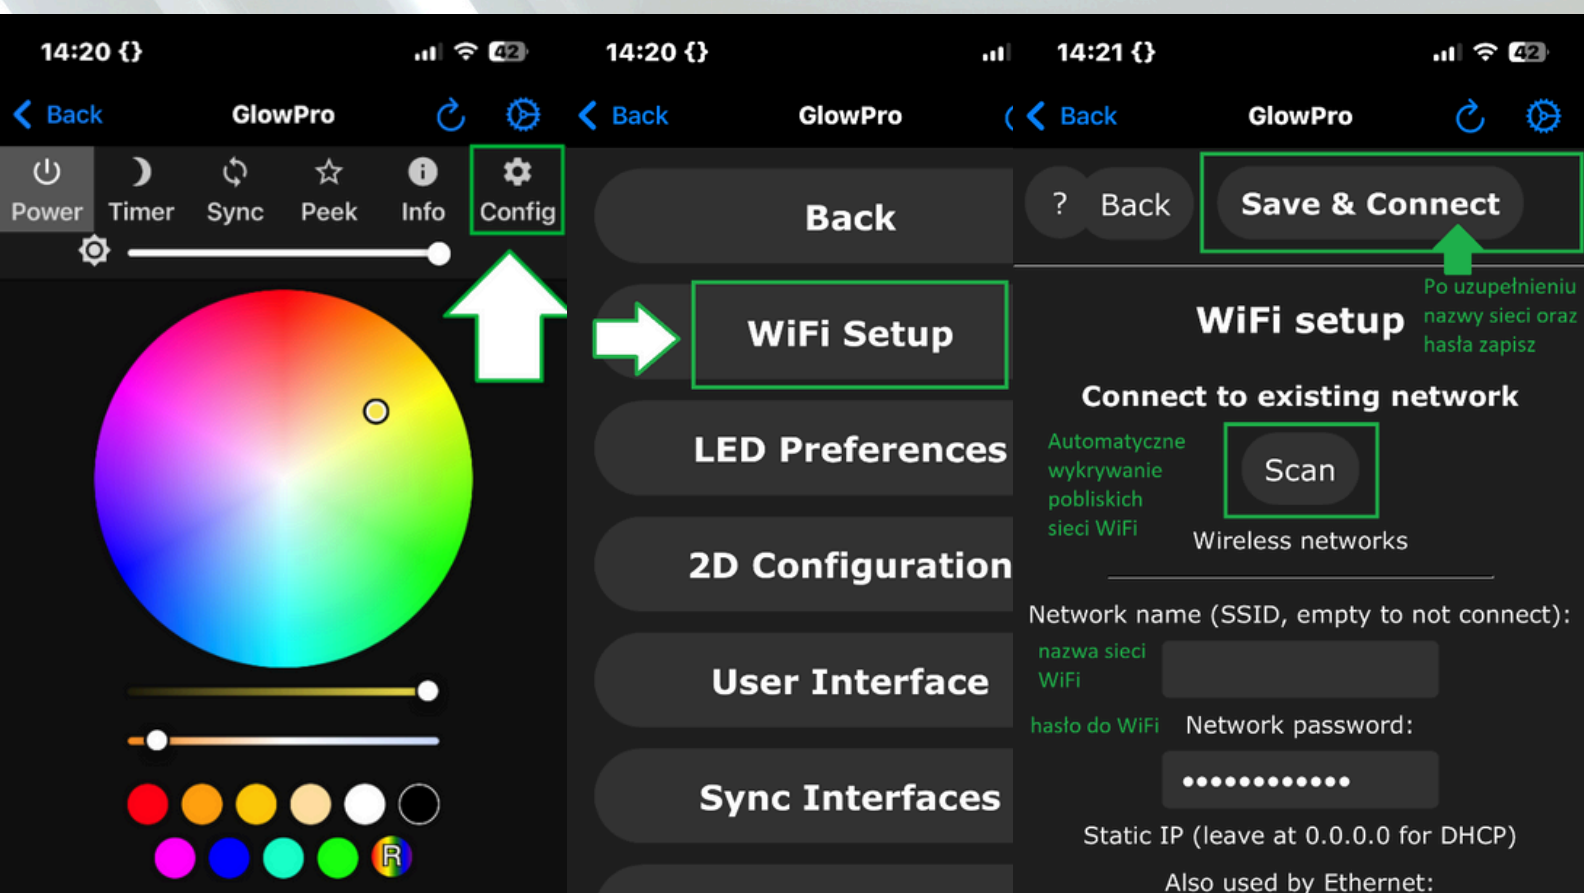 14:20 {}
42
Back
GlowPro
Power
Timer
Sync
Peek
Info
Config
R
14:20 {}
Back
GlowPro
Back
WiFi Setup
LED Preferences
2D Configuration
User Interface
Sync Interfaces
14:21 {}
42
Back
GlowPro
?
Back
Save & Connect
Po uzupełnieniu
nazwy sieci oraz
hasła zapisz
WiFi setup
Connect to existing network
Automatyczne
wykrywanie
pobliskich
sieci WiFi
Scan
Wireless networks
Network name (SSID, empty to not connect):
nazwa sieci
WiFi
hasło do WiFi
Network password:
••••••••••••
Static IP (leave at 0.0.0.0 for DHCP)
Also used by Ethernet: